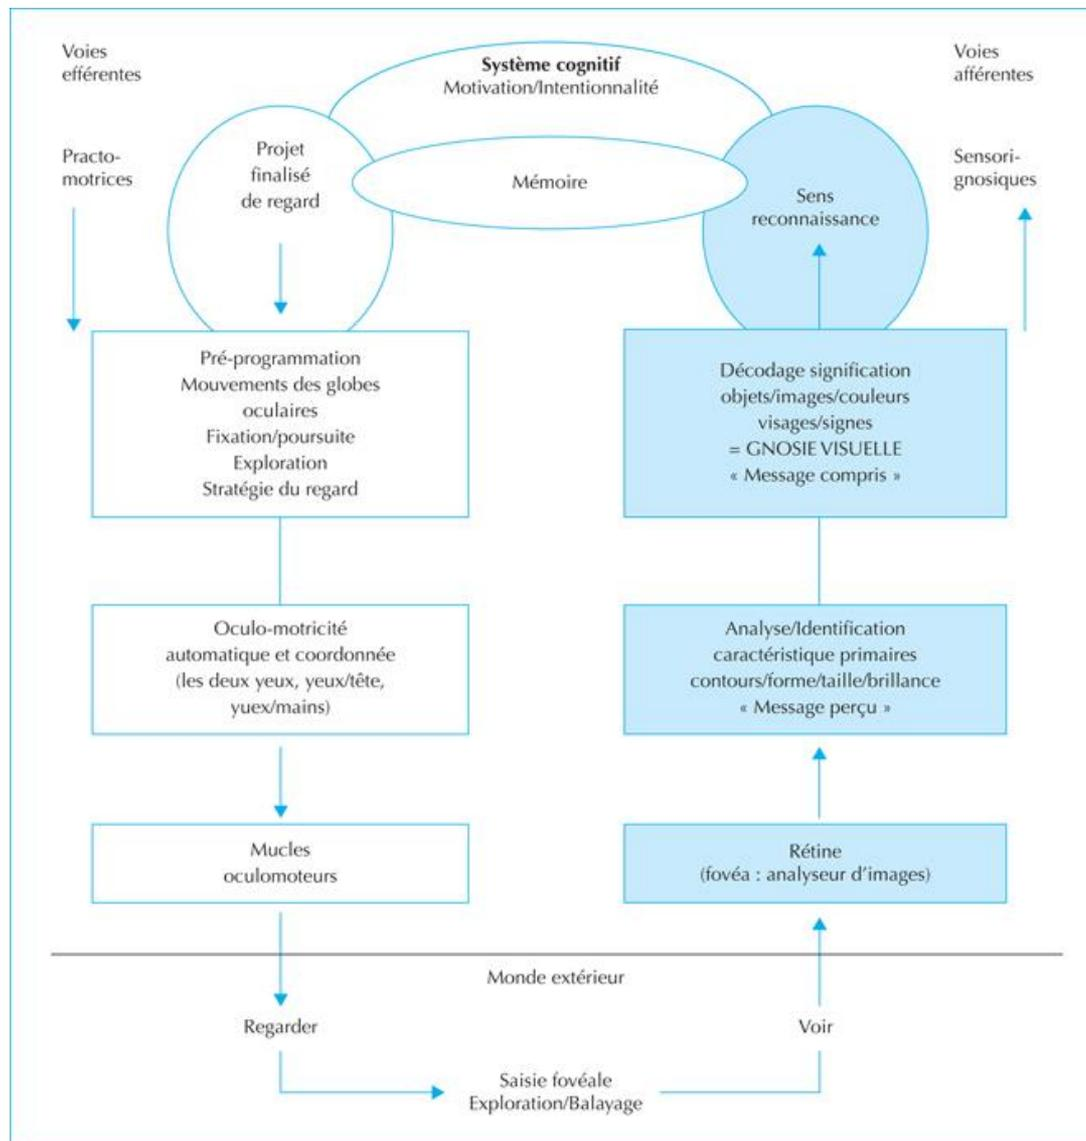 Voies
efférentes
Système cognitif
Motivation/Intentionnalité
Voies
afférentes
Practo-
motrices
Projet
finalisé
de regard
Mémoire
Sens
reconnaissance
Sensori-
gnosiques
Pré-programmation
Mouvements des globes
oculaires
Fixation/poursuite
Exploration
Stratégie du regard
Décodage signification
objets/images/couleurs
visages/signes
= GNOSIE VISUELLE
« Message compris »
Oculo-motricité
automatique et coordonnée
(les deux yeux, yeux/tête,
yuex/mains)
Analyse/Identification
caractéristique primaires
contours/forme/taille/brillance
« Message perçu »
Mucles
oculomoteurs
Rétine
(fovéa : analyseur d'images)
Monde extérieur
Regarder
Voir
Saisie fovéale
Exploration/Balayage